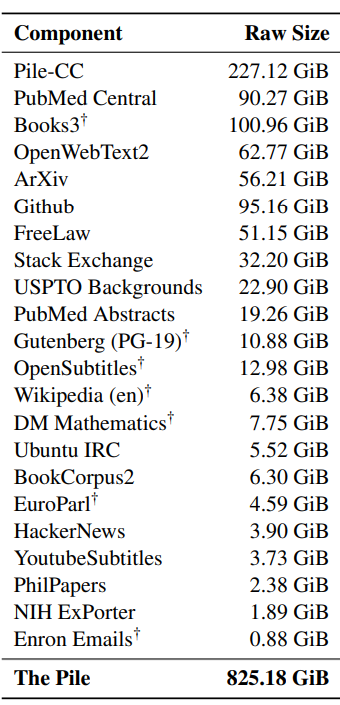 Component Raw Size
Pile-CC 227.12 GiB
PubMed Central 90.27 GiB
Books3† 100.96 GiB
OpenWebText2 62.77 GiB
ArXiv 56.21 GiB
Github 95.16 GiB
FreeLaw 51.15 GiB
Stack Exchange 32.20 GiB
USPTO Backgrounds 22.90 GiB
PubMed Abstracts 19.26 GiB
Gutenberg (PG-19)† 10.88 GiB
OpenSubtitles† 12.98 GiB
Wikipedia (en)† 6.38 GiB
DM Mathematics† 7.75 GiB
Ubuntu IRC 5.52 GiB
BookCorpus2 6.30 GiB
EuroParl† 4.59 GiB
HackerNews 3.90 GiB
YoutubeSubtitles 3.73 GiB
PhilPapers 2.38 GiB
NIH ExPorter 1.89 GiB
Enron Emails† 0.88 GiB
The Pile 825.18 GiB